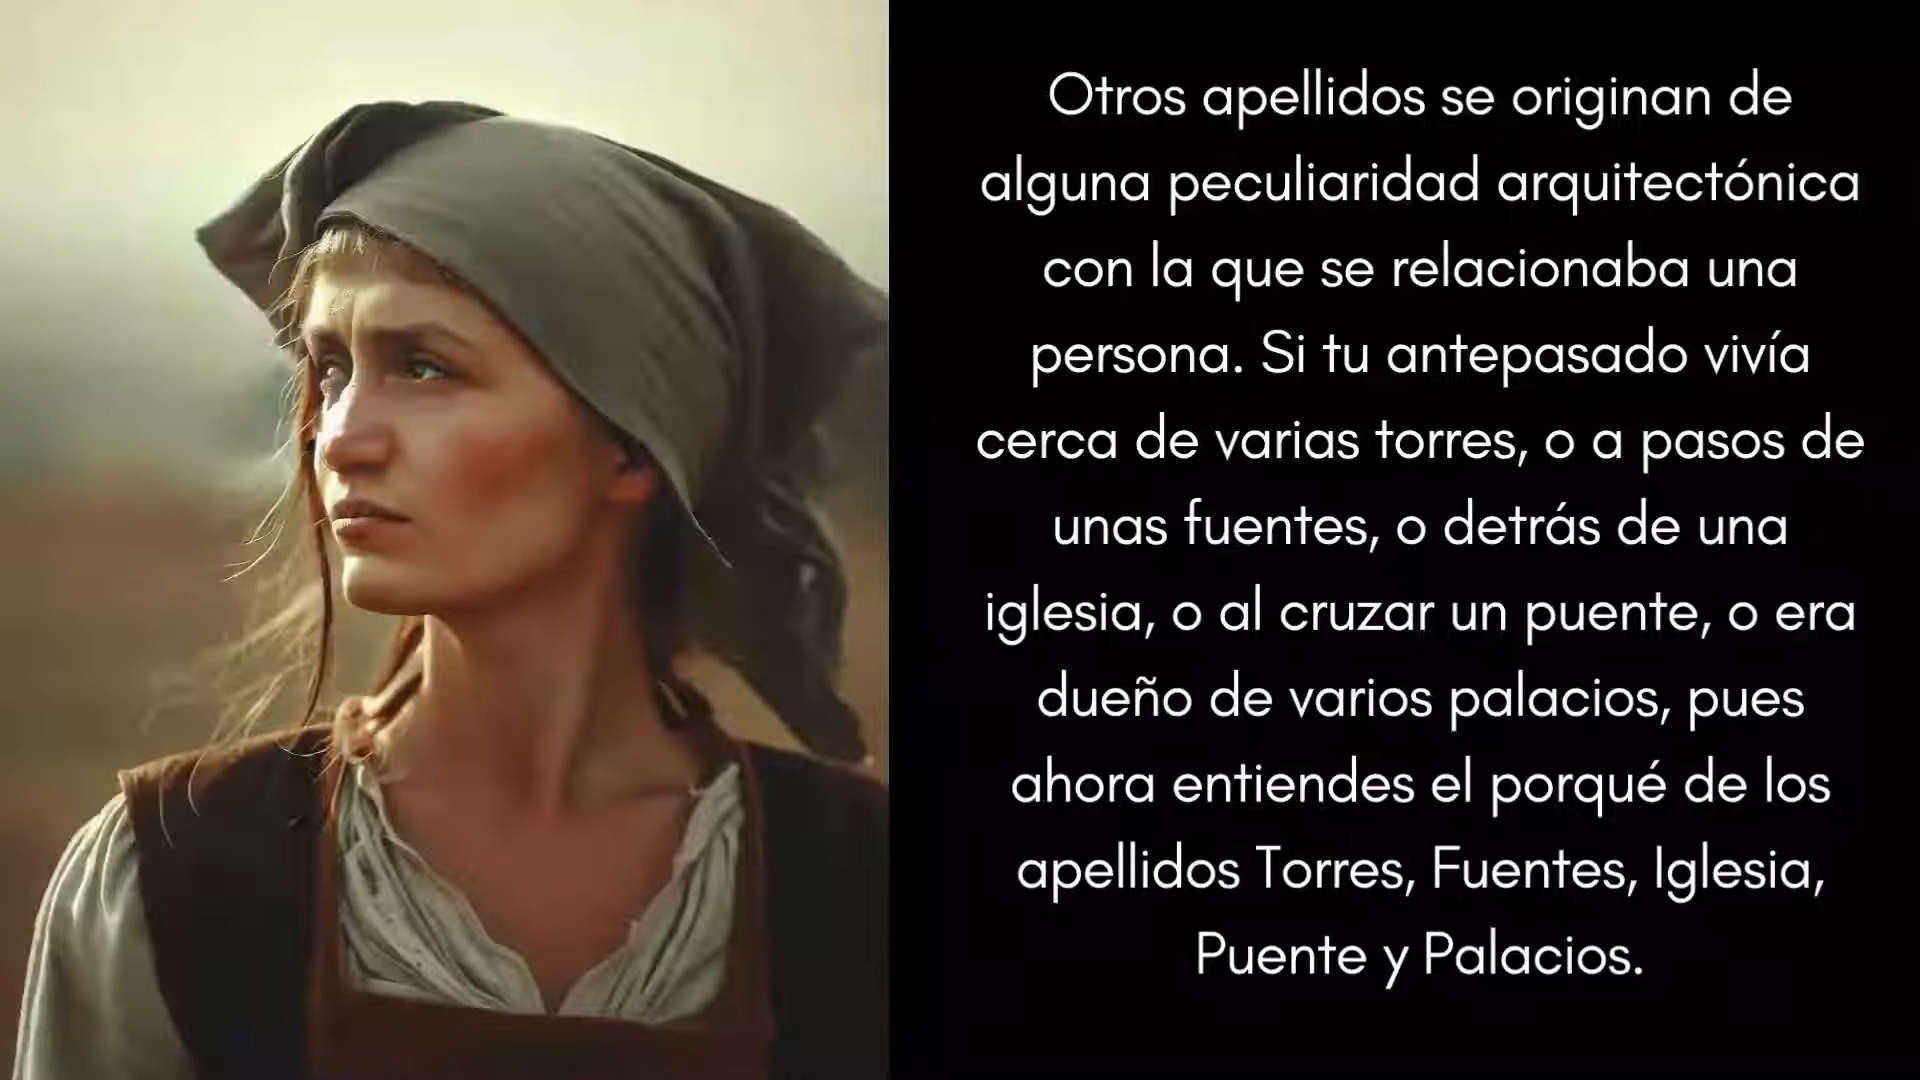 Otros apellidos se originan de
alguna peculiaridad arquitectónica
con la que se relacionaba una
persona. Si tu antepasado vivía
cerca de varias torres, o a pasos de
unas fuentes, o detrás de una
iglesia, o al cruzar un puente, o era
dueño de varios palacios, pues
ahora entiendes el porqué de los
apellidos Torres, Fuentes, Iglesia,
Puente y Palacios.